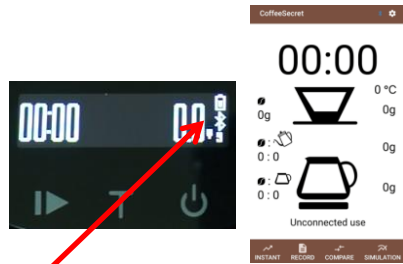 00:00 0.0 g
T
CoffeeSecret
00:00
0 °C
0g
0g
: 
0 : 0
0g
:
0 : 0
0g
Unconnected use
INSTANT RECORD COMPARE SIMULATION